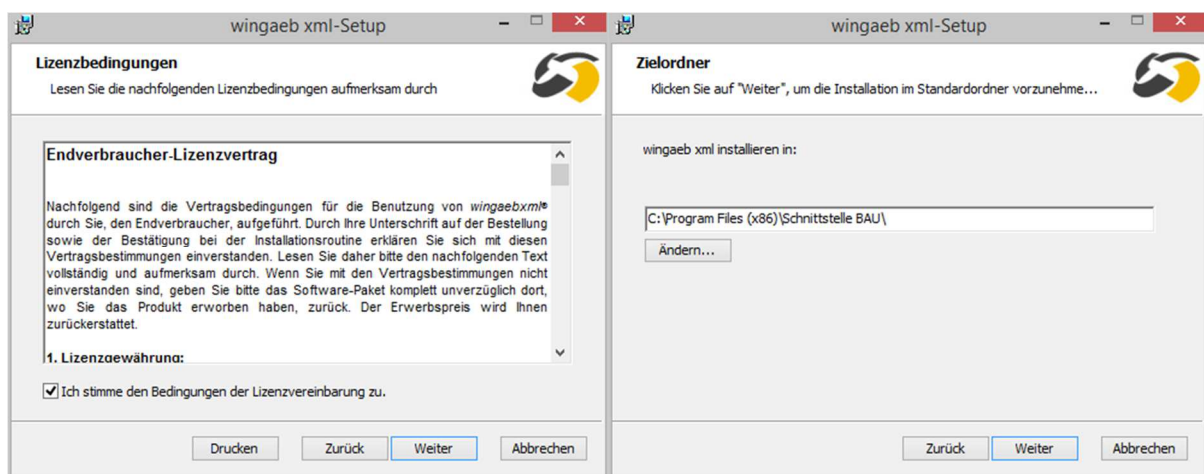 wingaeb xml-Setup
Lizenzbedingungen
Lesen Sie die nachfolgenden Lizenzbedingungen aufmerksam durch
Endverbraucher-Lizenzvertrag
Nachfolgend sind die Vertragsbedingungen für die Benutzung von wingaebxml®
durch Sie, den Endverbraucher, aufgeführt. Durch Ihre Unterschrift auf der Bestellung
sowie der Bestätigung bei der Installationsroutine erklären Sie sich mit diesen
Vertragsbestimmungen einverstanden. Lesen Sie daher bitte den nachfolgenden Text
vollständig und aufmerksam durch. Wenn Sie mit den Vertragsbestimmungen nicht
einverstanden sind, geben Sie bitte das Software-Paket komplett unverzüglich dort,
wo Sie das Produkt erworben haben, zurück. Der Erwerbspreis wird Ihnen
zurückerstattet.
1. Lizenzgewährung:
Ich stimme den Bedingungen der Lizenzvereinbarung zu.
Drucken Zurück Weiter Abbrechen
wingaeb xml-Setup
Zielordner
Klicken Sie auf "Weiter", um die Installation im Standardordner vorzunehme...
wingaeb xml installieren in:
C:\Program Files (x86)\Schnittstelle BAU\
Ändern...
Zurück Weiter Abbrechen